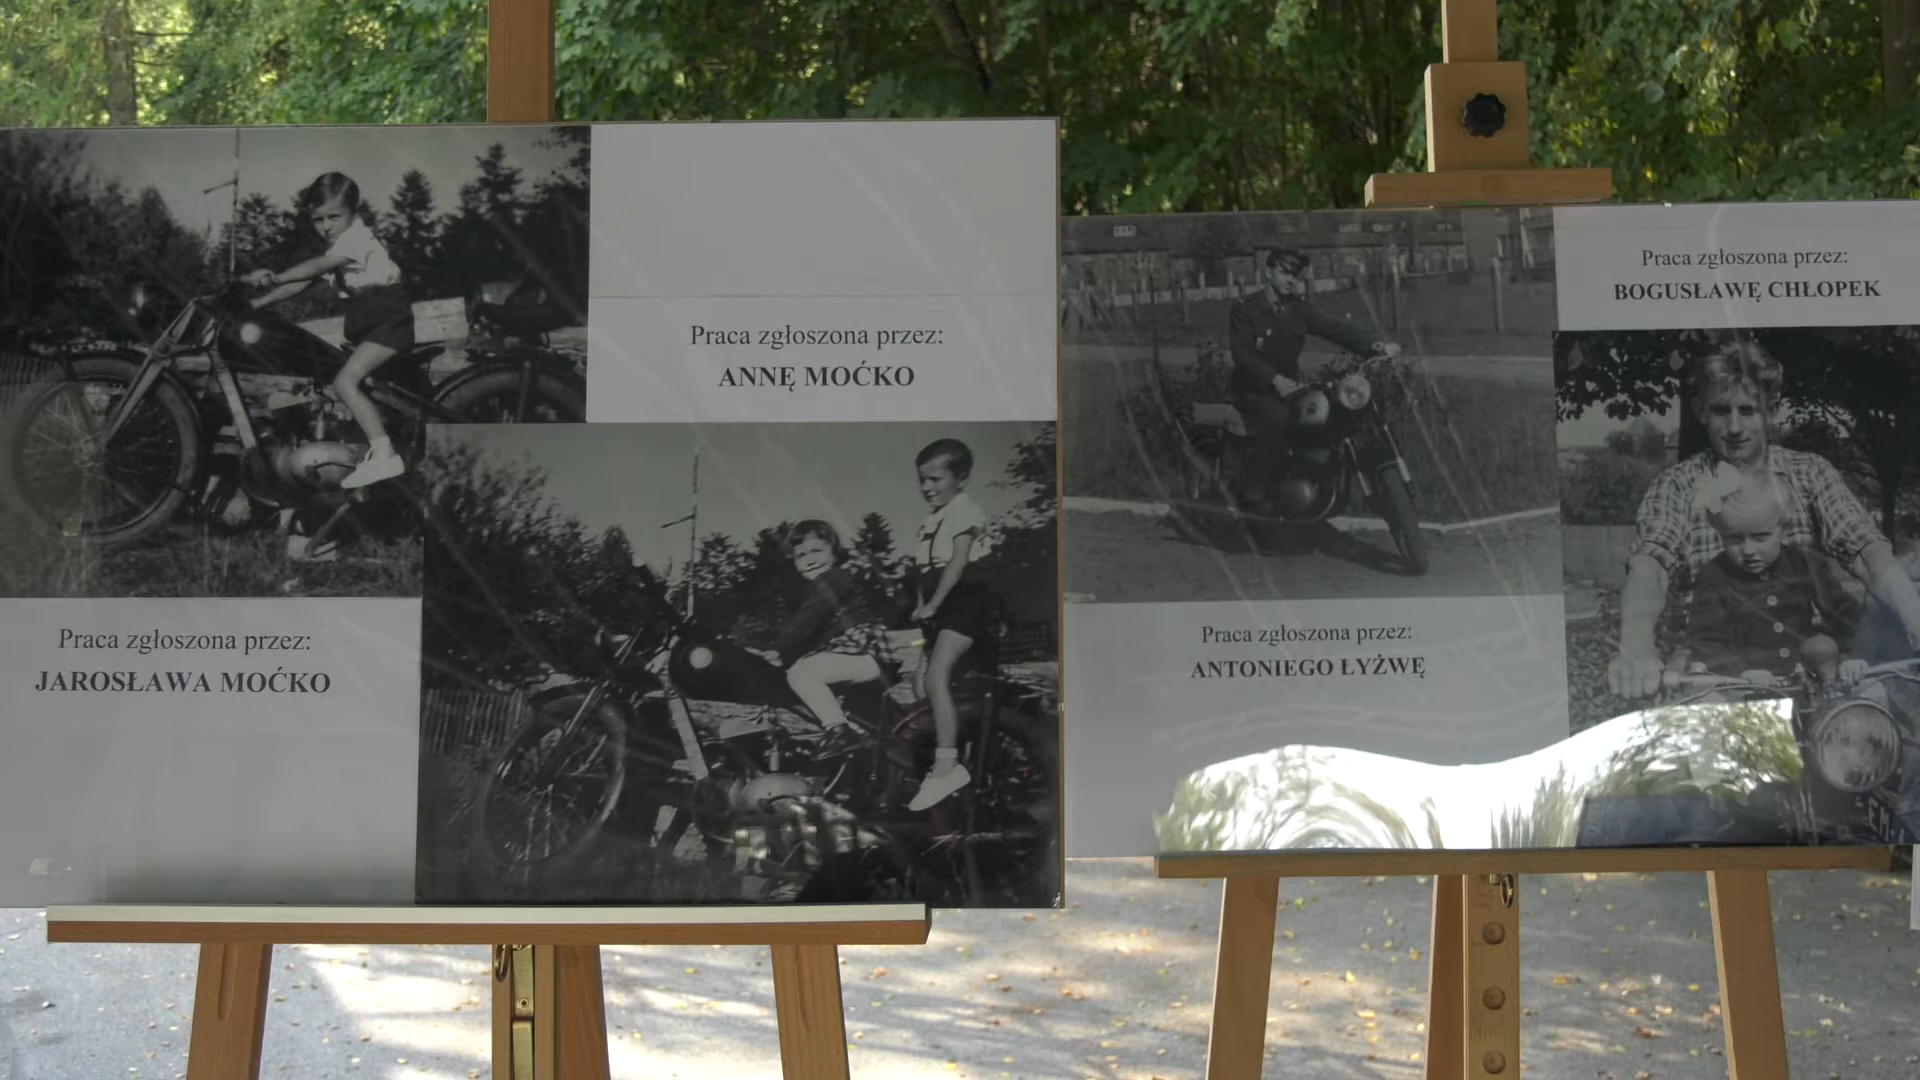 Praca zgłoszona przez:
ANNĘ MOĆKO
Praca zgłoszona przez:
JAROSŁAWA MOĆKO
Praca zgłoszona przez:
BOGUSŁAWĘ CHŁOPEK
Praca zgłoszona przez:
ANTONIEGO ŁYŻWĘ
EM